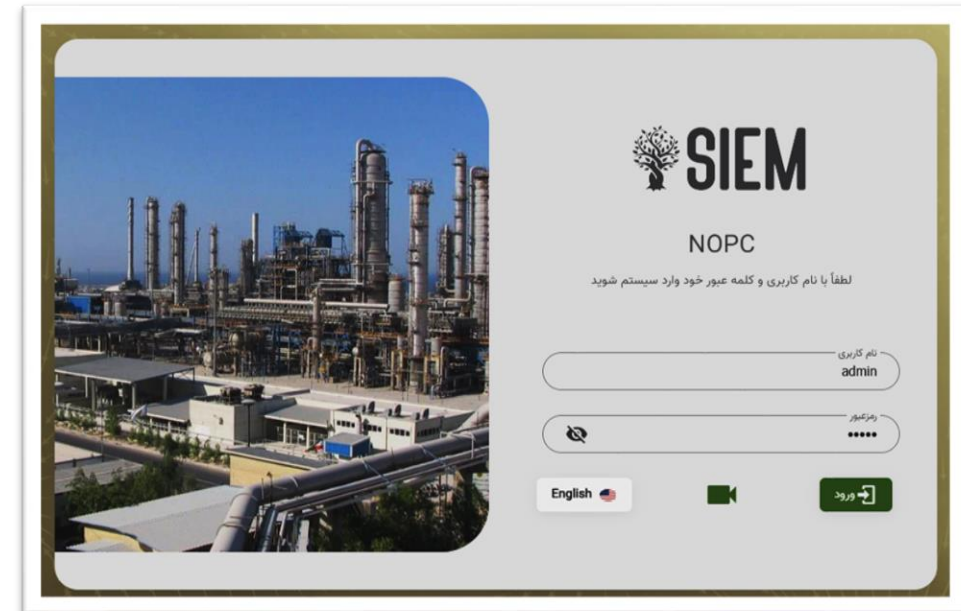 SIEM
NOPC
لطفاً با نام کاربری و کلمه عبور خود وارد سیستم شوید
نام کاربری
admin
رمزعبور
•••••
English
ورود